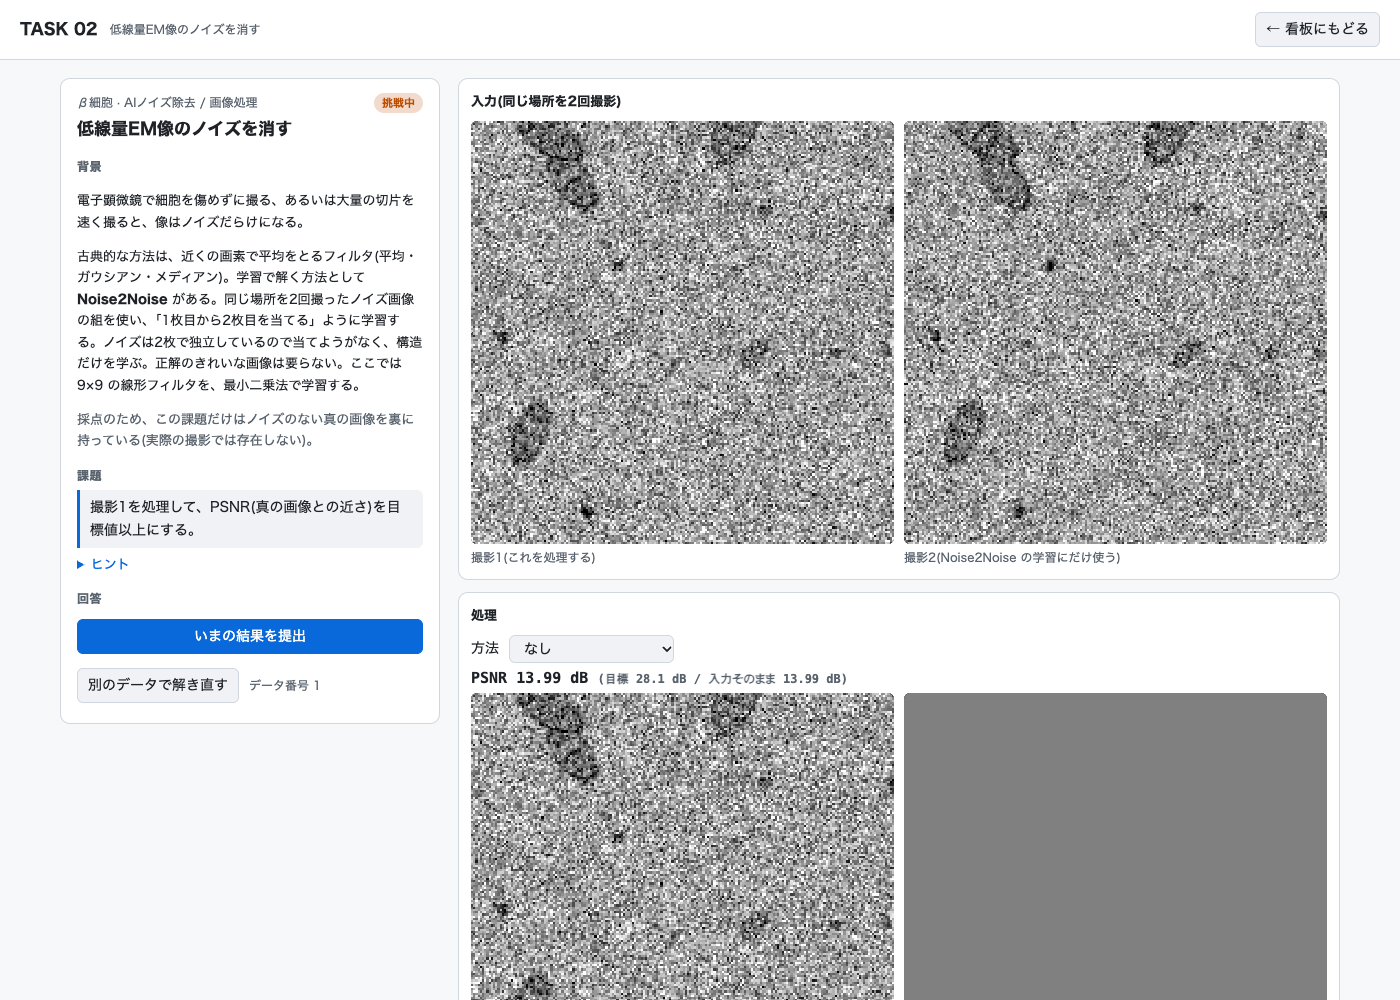 TASK 02 低線量EM像のノイズを消す
← 看板にもどる
β細胞 · AIノイズ除去 / 画像処理
挑戦中
低線量EM像のノイズを消す
背景
電子顕微鏡で細胞を傷めずに撮る、あるいは大量の切片を
速く撮ると、像はノイズだらけになる。
古典的な方法は、近くの画素で平均をとるフィルタ(平均・
ガウシアン・メディアン)。学習で解く方法として
Noise2Noise がある。同じ場所を2回撮ったノイズ画像
の組を使い、「1枚目から2枚目を当てる」ように学習す
る。ノイズは2枚で独立しているので当てようがなく、構造
だけを学ぶ。正解のきれいな画像は要らない。ここでは
9×9 の線形フィルタを、最小二乗法で学習する。
採点のため、この課題だけはノイズのない真の画像を裏に
持っている(実際の撮影では存在しない)。
課題
撮影1を処理して、PSNR(真の画像との近さ)を目
標値以上にする。
▶ ヒント
回答
いまの結果を提出
別のデータで解き直す
データ番号 1
入力(同じ場所を2回撮影)
撮影1(これを処理する)
撮影2(Noise2Noise の学習にだけ使う)
処理
方法 なし
PSNR 13.99 dB (目標 28.1 dB / 入力そのまま 13.99 dB)